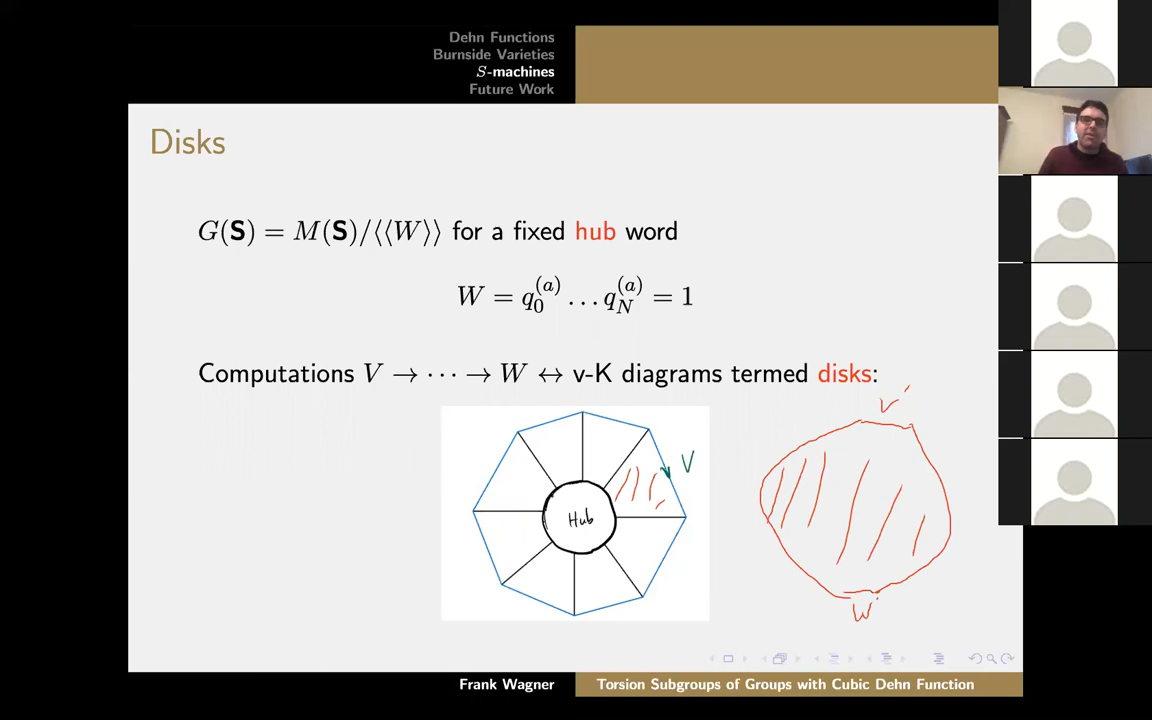 Dehn Functions
Burnside Varieties
S-machines
Future Work
Disks
G(S) = M(S)/⟨⟨W⟩⟩ for a fixed hub word
W = q_0^{(a)} … q_N^{(a)} = 1
Computations V → ⋯ → W ↔ v-K diagrams termed disks:
V'
V
Hub
W'
Frank Wagner
Torsion Subgroups of Groups with Cubic Dehn Function